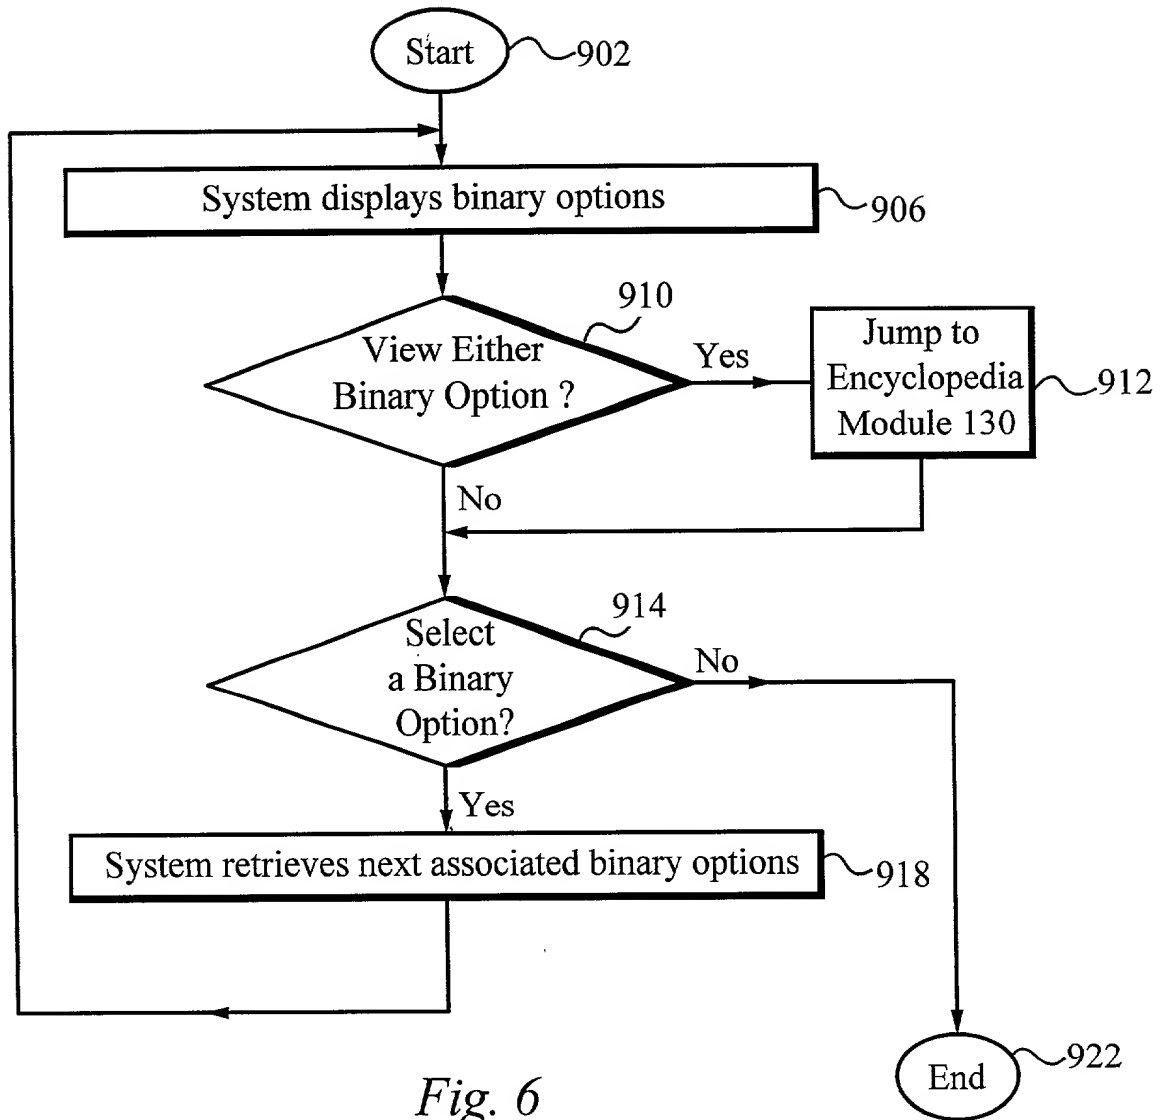 Start
902
System displays binary options
906
910
View Either
Binary Option ?
Yes
Jump to
Encyclopedia
Module 130
912
No
914
Select
a Binary
Option?
No
Yes
System retrieves next associated binary options
918
End
922
Fig. 6